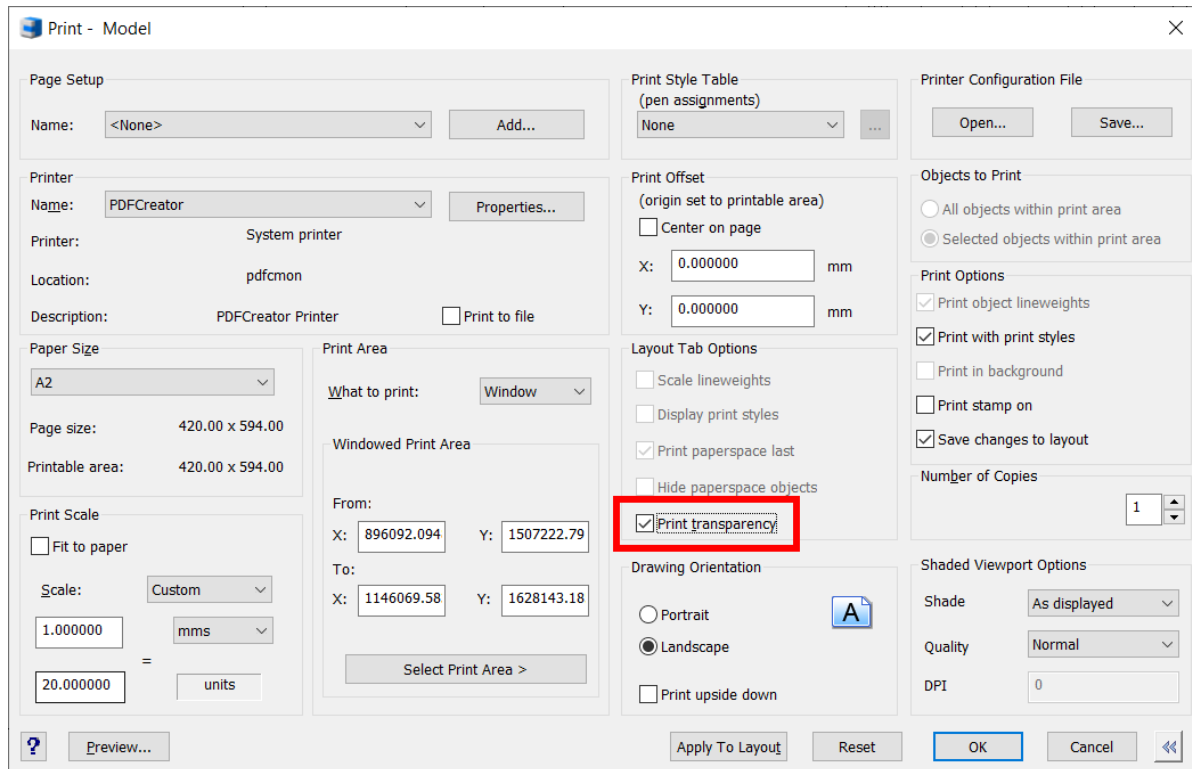 Print - Model
Page Setup
Name: <None> Add...
Printer
Name: PDFCreator Properties...
Printer: System printer
Location: pdfcmon
Description: PDFCreator Printer Print to file
Paper Size
A2
Page size: 420.00 x 594.00
Printable area: 420.00 x 594.00
Print Scale
Fit to paper
Scale: Custom
1.000000 mms
=
20.000000 units
Print Area
What to print: Window
Windowed Print Area
From:
X: 896092.094 Y: 1507222.79
To:
X: 1146069.58 Y: 1628143.18
Select Print Area >
Print Style Table
(pen assignments)
None ...
Print Offset
(origin set to printable area)
Center on page
X: 0.000000 mm
Y: 0.000000 mm
Layout Tab Options
Scale lineweights
Display print styles
Print paperspace last
Hide paperspace objects
Print transparency
Drawing Orientation
Portrait
A
Landscape
Print upside down
Printer Configuration File
Open... Save...
Objects to Print
All objects within print area
Selected objects within print area
Print Options
Print object lineweights
Print with print styles
Print in background
Print stamp on
Save changes to layout
Number of Copies
1
Shaded Viewport Options
Shade As displayed
Quality Normal
DPI 0
? Preview... Apply To Layout Reset OK Cancel